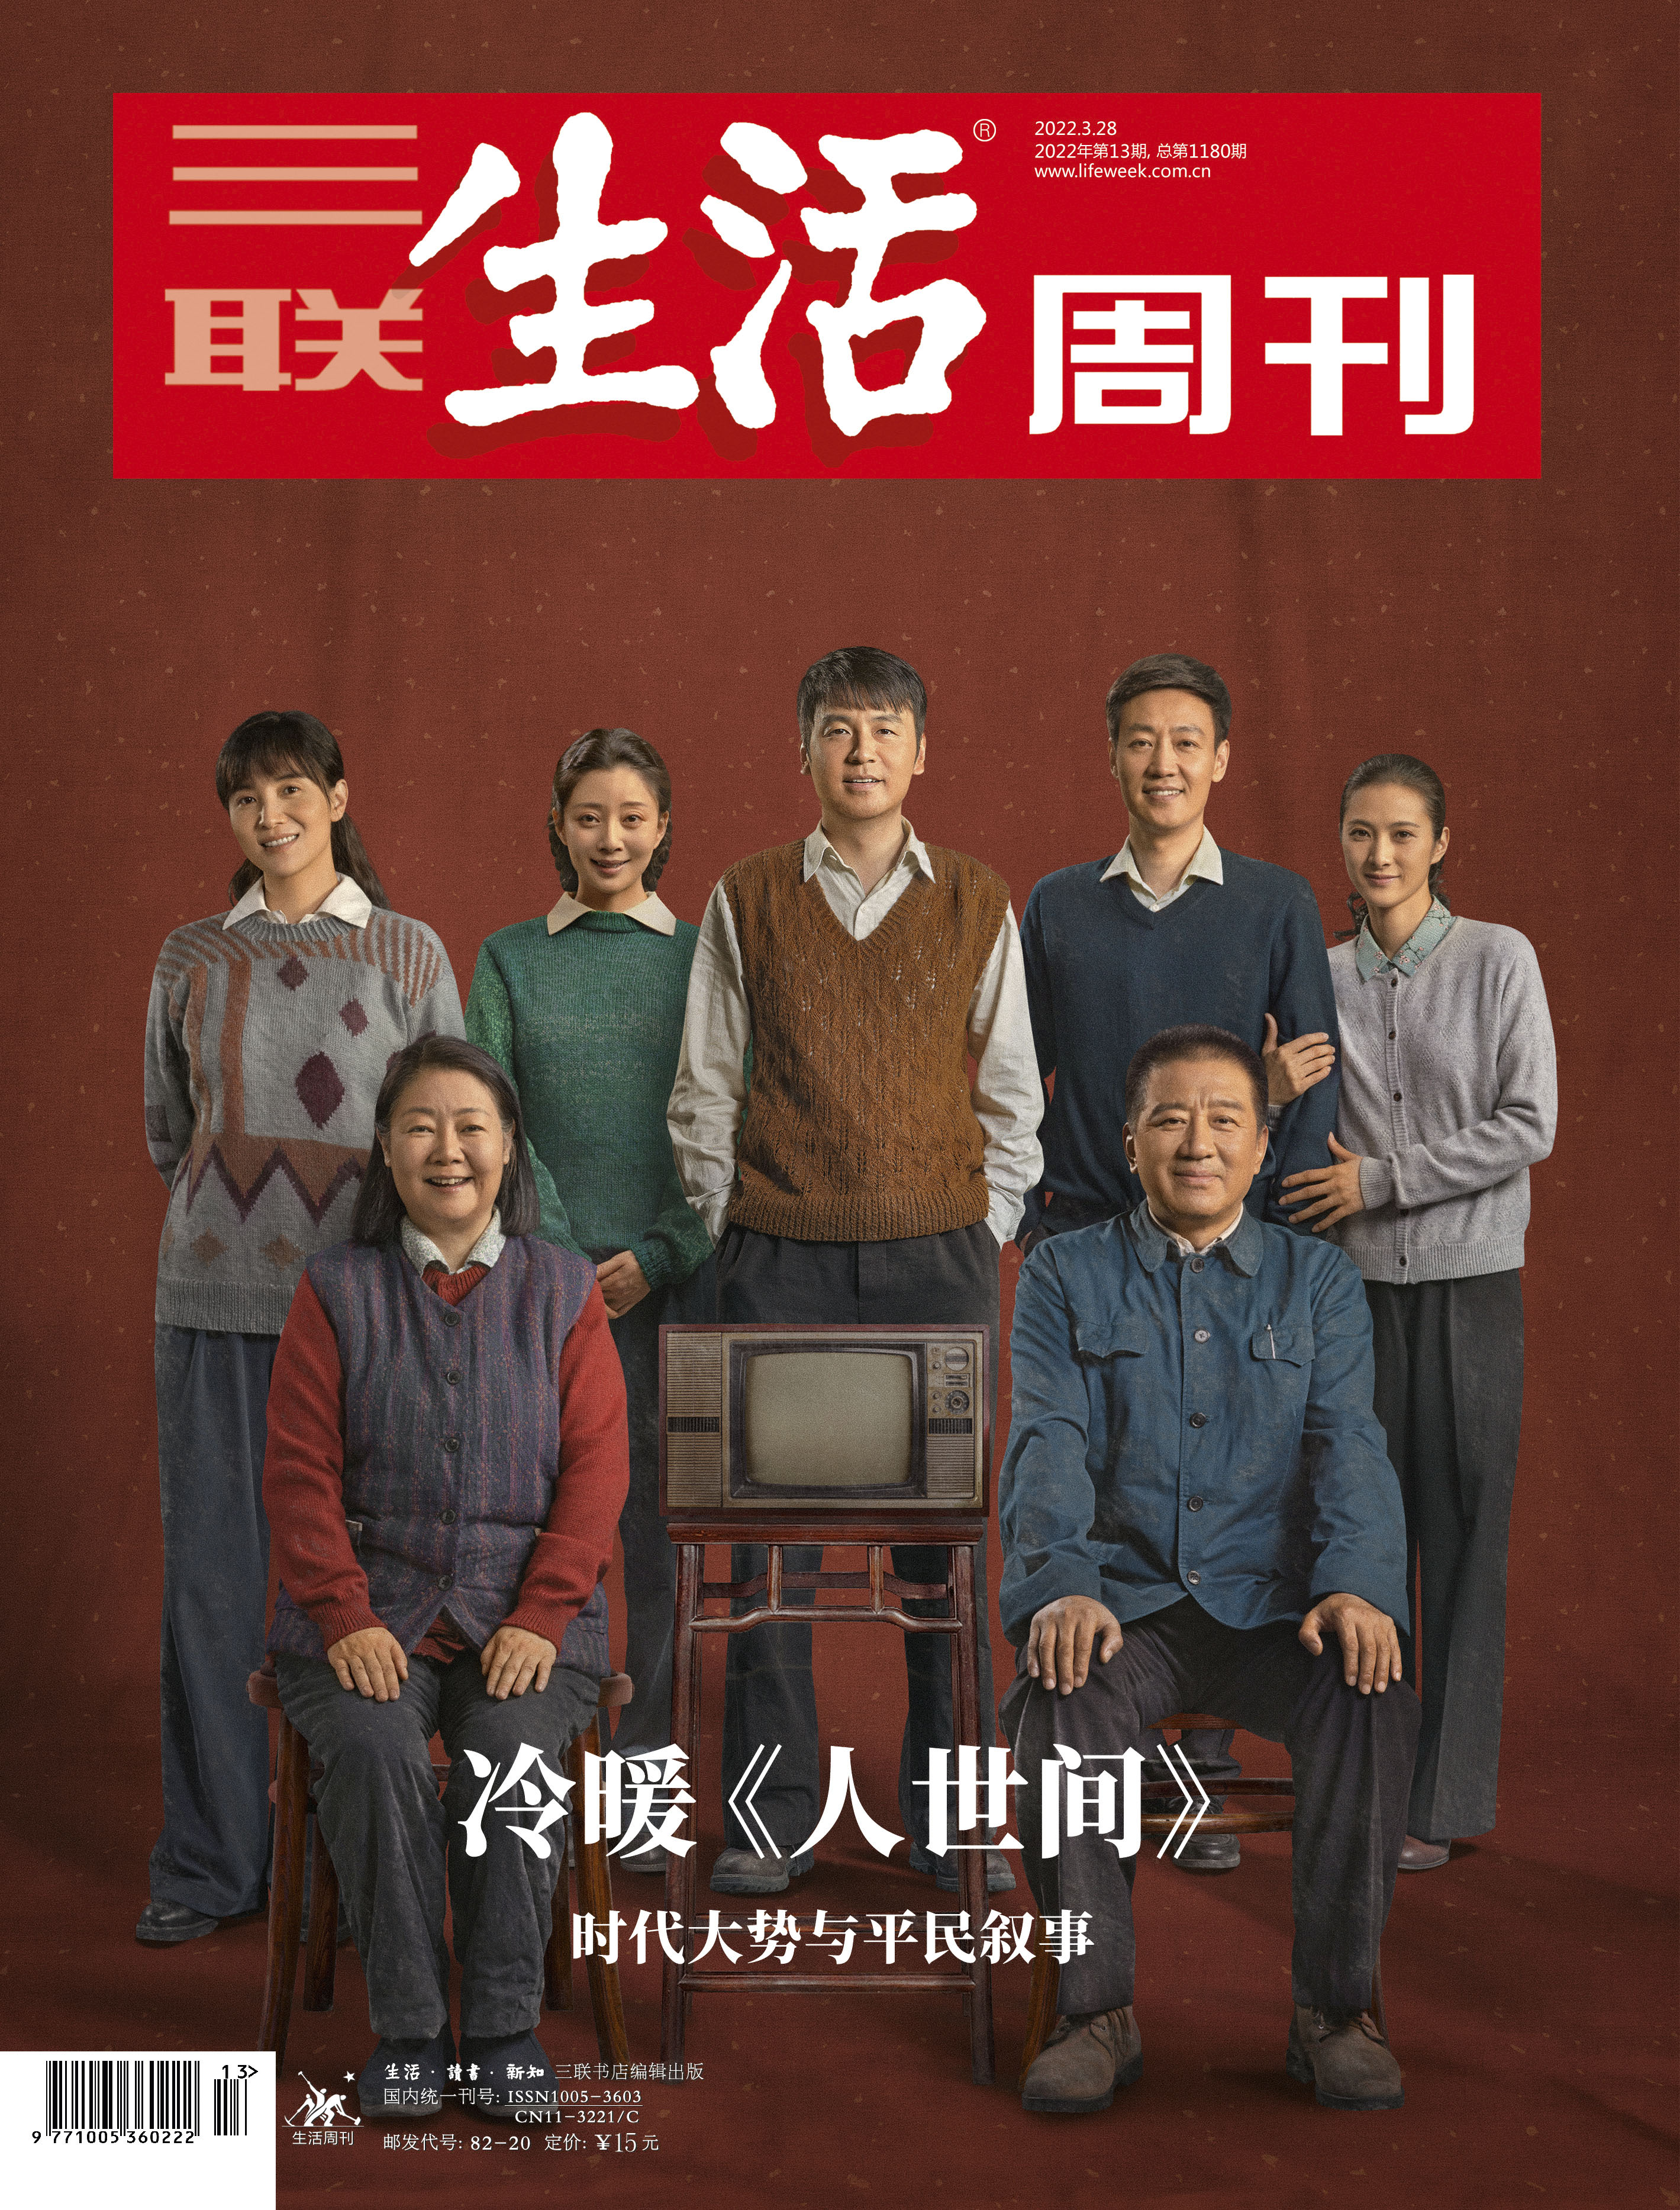 三联生活周刊
®
2022.3.28
2022年第13期, 总第1180期
www.lifeweek.com.cn
冷暖《人世间》
时代大势与平民叙事
13>
9 771005 360222
生活周刊
生活 · 讀書 · 新知 三联书店编辑出版
国内统一刊号: ISSN1005-3603
CN11-3221/C
邮发代号: 82-20 定价: ¥15元